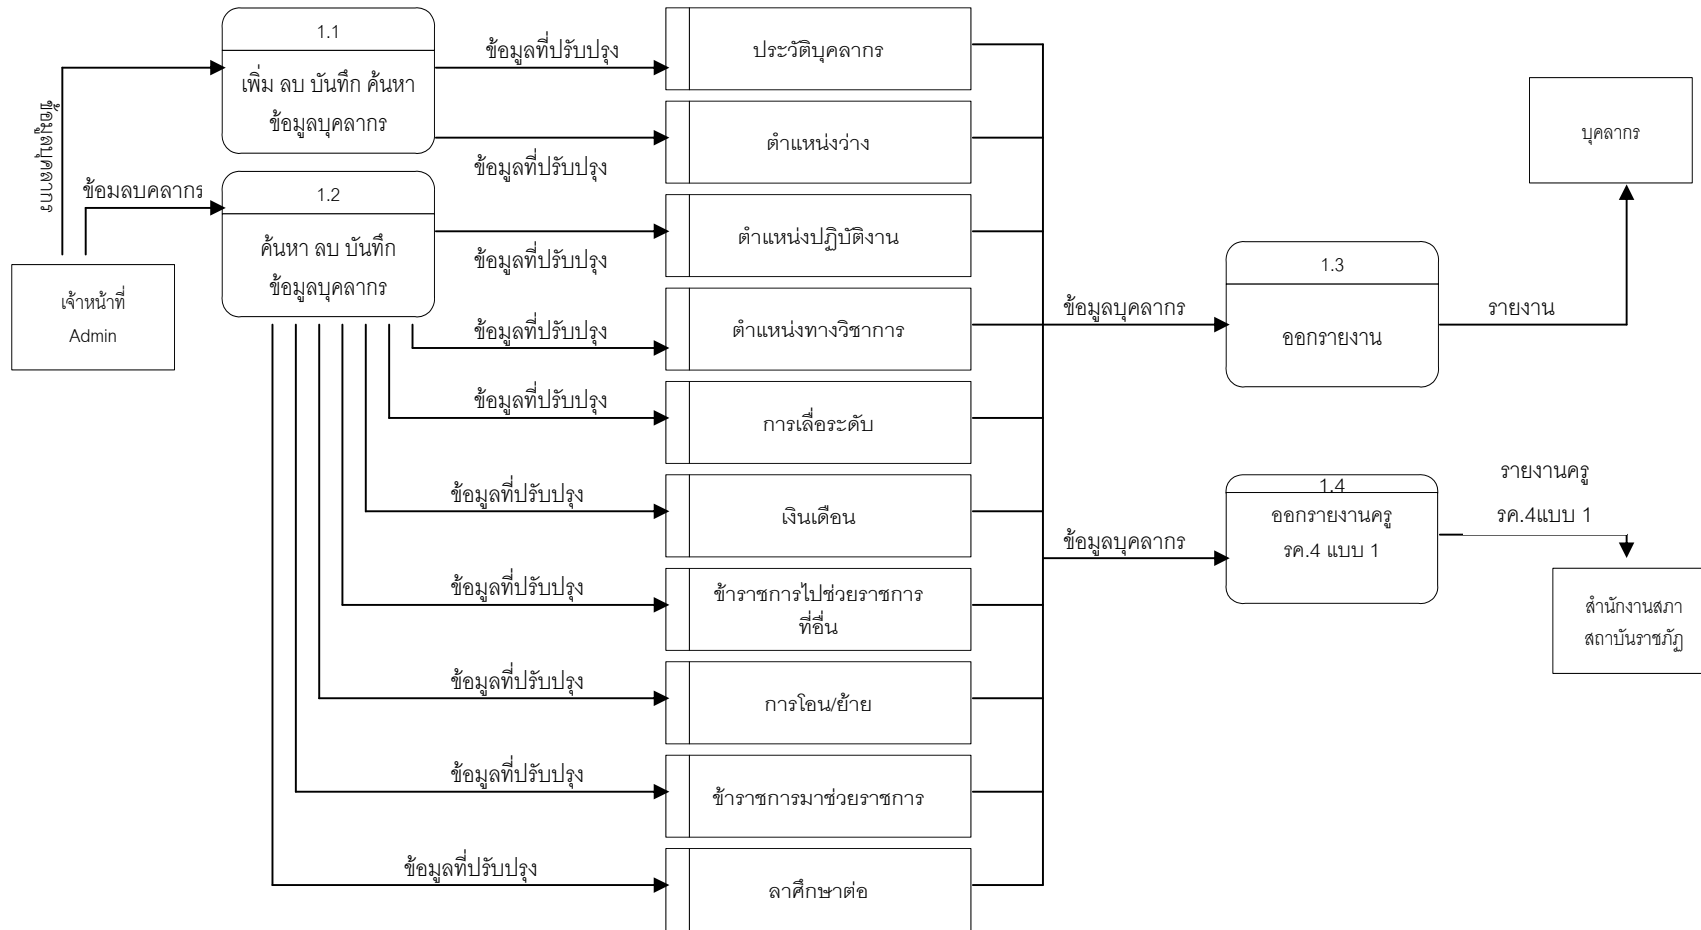 1.1
เพิ่ม ลบ บันทึก ค้นหา
ข้อมูลบุคลากร
ข้อมูลที่ปรับปรุง
ประวัติบุคลากร
ข้อมูลบุคลากร
ข้อมูลที่ปรับปรุง
ตำแหน่งว่าง
บุคลากร
ข้อมลบคลากร
1.2
ค้นหา ลบ บันทึก
ข้อมูลบุคลากร
ข้อมูลที่ปรับปรุง
ตำแหน่งปฏิบัติงาน
เจ้าหน้าที่
Admin
ข้อมูลที่ปรับปรุง
ตำแหน่งทางวิชาการ
ข้อมูลบุคลากร
1.3
ออกรายงาน
รายงาน
ข้อมูลที่ปรับปรุง
การเลื่อระดับ
ข้อมูลที่ปรับปรุง
เงินเดือน
ข้อมูลบุคลากร
1.4
ออกรายงานครู
รค.4 แบบ 1
รายงานครู
รค.4แบบ 1
ข้อมูลที่ปรับปรุง
ข้าราชการไปช่วยราชการ
ที่อื่น
สำนักงานสภา
สถาบันราชภัฏ
ข้อมูลที่ปรับปรุง
การโอน/ย้าย
ข้อมูลที่ปรับปรุง
ข้าราชการมาช่วยราชการ
ข้อมูลที่ปรับปรุง
ลาศึกษาต่อ